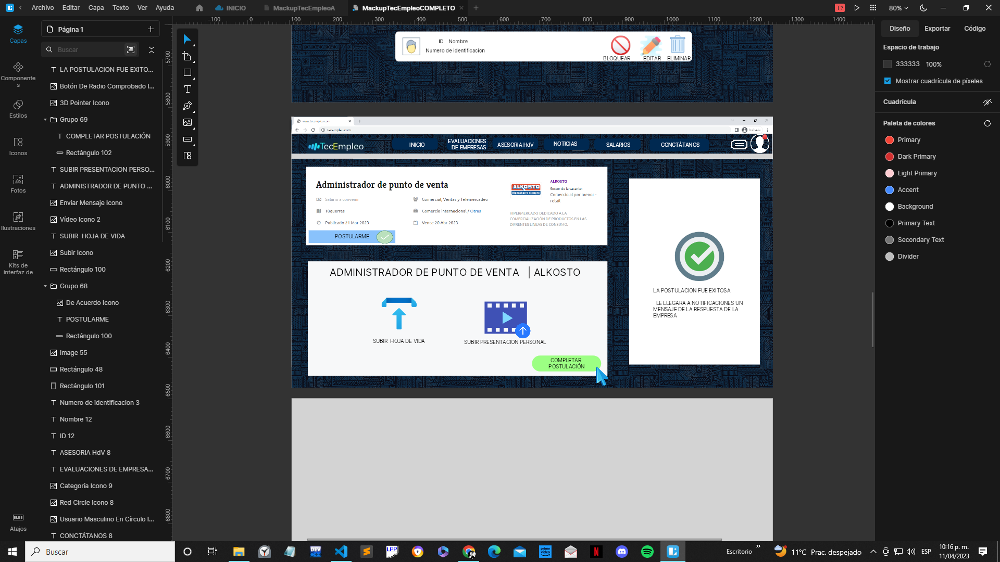 Archivo Editar Capa Texto Ver Ayuda
INICIO
MackupTecEmpleoA
MackupTecEmpleoCOMPLETO
T?
80%
Capas
Componentes
Estilos
Iconos
Fotos
Ilustraciones
Kits de interfaz de
Atajos
Página 1
Buscar
LA POSTULACION FUE EXITO...
Botón De Radio Comprobado I...
3D Pointer Icono
Grupo 69
COMPLETAR POSTULACIÓN
Rectángulo 102
SUBIR PRESENTACION PERSO...
ADMINISTRADOR DE PUNTO ...
Enviar Mensaje Icono
Vídeo Icono 2
SUBIR HOJA DE VIDA
Subir Icono
Rectángulo 100
Grupo 68
De Acuerdo Icono
POSTULARME
Rectángulo 100
Image 55
Rectángulo 48
Rectángulo 101
Numero de identificacion 3
Nombre 12
ID 12
ASESORIA HdV 8
EVALUACIONES DE EMPRESA...
Categoría Icono 9
Red Circle Icono 8
Usuario Masculino En Círculo I...
CONCTÁTANOS 8
-100 0 100 200 300 400 500 600 700 800 900 1000 1100 1200 1300 1400
5700
5800
5900
6000
6100
6200
6300
6400
6500
6600
6700
6800
ID Nombre
Numero de identificacion
BLOQUEAR EDITAR ELIMINAR
www.tecempleo.com
tecempleo.com
Invitado
TecEmpleo
INICIO
EVALUACIONES
DE EMPRESAS
ASESORIA HdV
NOTICIAS
SALARIOS
CONCTÁTANOS
Administrador de punto de venta
Salario a convenir
Comercial, Ventas y Telemercadeo
Túquerres
Comercio internacional / Otras
Publicado 21 Mar 2023
Vence 20 Abr 2023
POSTULARME
ALKOSTO
HiperAhorro siempre
ALKOSTO
Sector de la vacante:
Comercio al por menor -
retail
HIPERMERCADO DEDICADO A LA
COMERCIALIZACIÓN DE PRODUCTOS EN LAS
DIFRENTES LINEAS DE CONSUMO.
ADMINISTRADOR DE PUNTO DE VENTA | ALKOSTO
SUBIR HOJA DE VIDA
SUBIR PRESENTACION PERSONAL
COMPLETAR
POSTULACIÓN
LA POSTULACION FUE EXITOSA
LE LLEGARA A NOTIFICACIONES UN
MENSAJE DE LA RESPUESTA DE LA
EMPRESA
Diseño Exportar Código
Espacio de trabajo
333333 100%
Mostrar cuadrícula de píxeles
Cuadrícula
Paleta de colores
Primary
Dark Primary
Light Primary
Accent
Background
Primary Text
Secondary Text
Divider
Buscar
DEV
LPP
prime video
N
Escritorio
11°C Prac. despejado
ESP
10:16 p. m.
11/04/2023